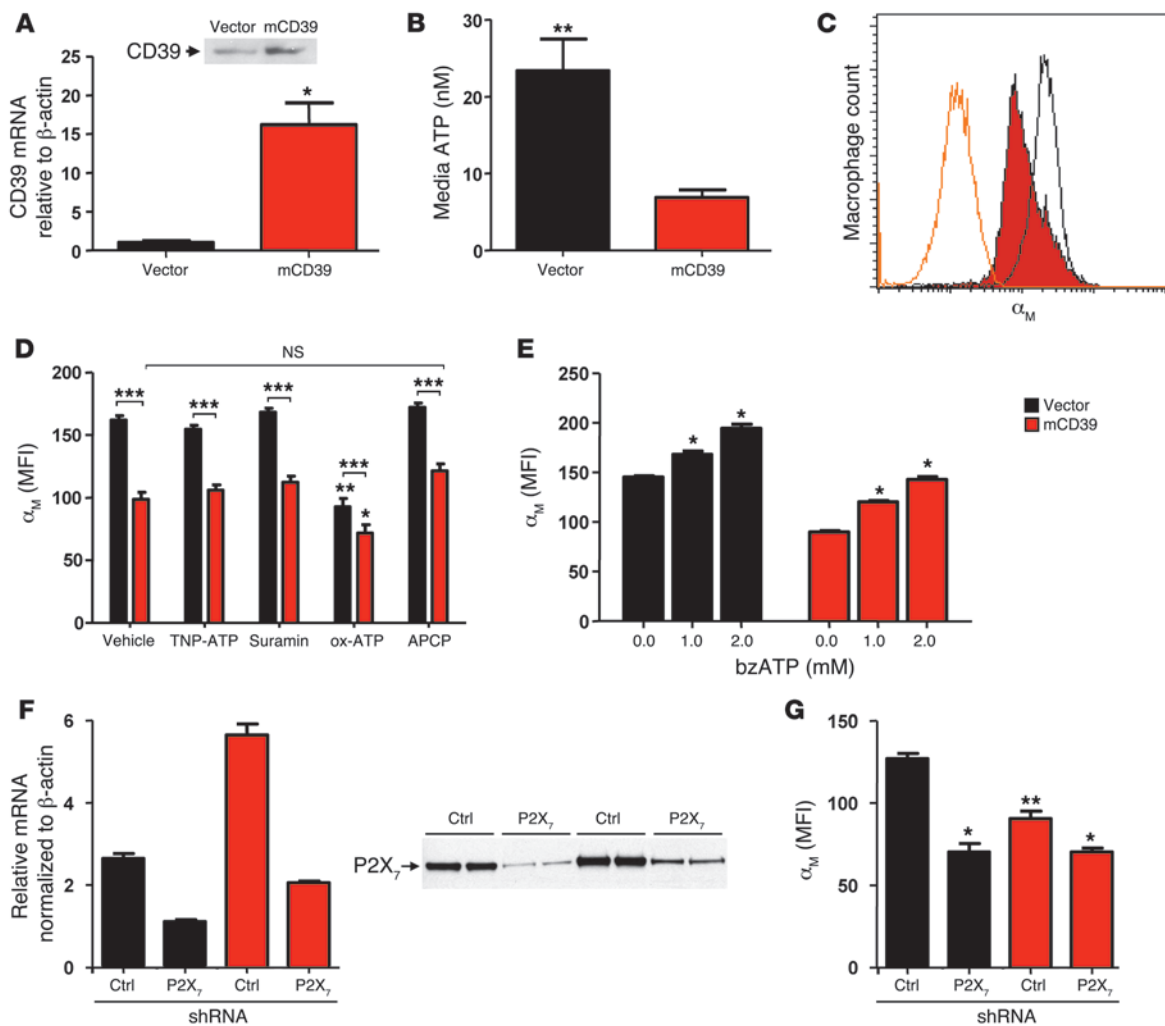 A
Vector mCD39
CD39
CD39 mRNA
relative to β-actin
25
20
15
10
5
0
*
Vector
mCD39
B
Media ATP (nM)
30
20
10
0
**
Vector
mCD39
C
Macrophage count
αM
D
NS
αM (MFI)
200
150
100
50
0
*** *** *** *** ***
** *
Vehicle TNP-ATP Suramin ox-ATP APCP
E
αM (MFI)
250
200
150
100
50
0
* * * *
0.0 1.0 2.0 0.0 1.0 2.0
bzATP (mM)
Vector
mCD39
F
Relative mRNA
normalized to β-actin
6
4
2
0
Ctrl P2X7 Ctrl P2X7
shRNA
Ctrl P2X7 Ctrl P2X7
P2X7
G
αM (MFI)
150
100
50
0
* ** *
Ctrl P2X7 Ctrl P2X7
shRNA